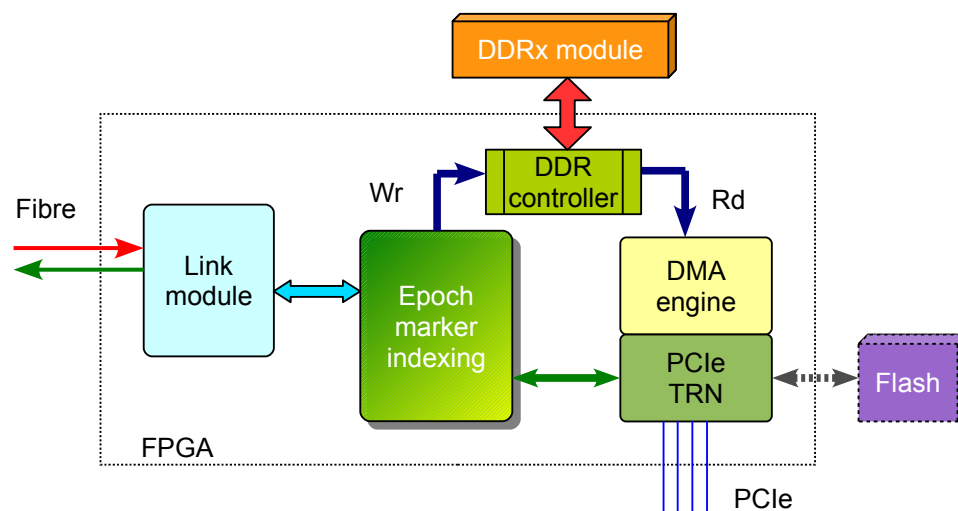 DDRx module
DDR
controller
Wr
Rd
Fibre
Link
module
Epoch
marker
indexing
DMA
engine
PCIe
TRN
Flash
FPGA
PCIe